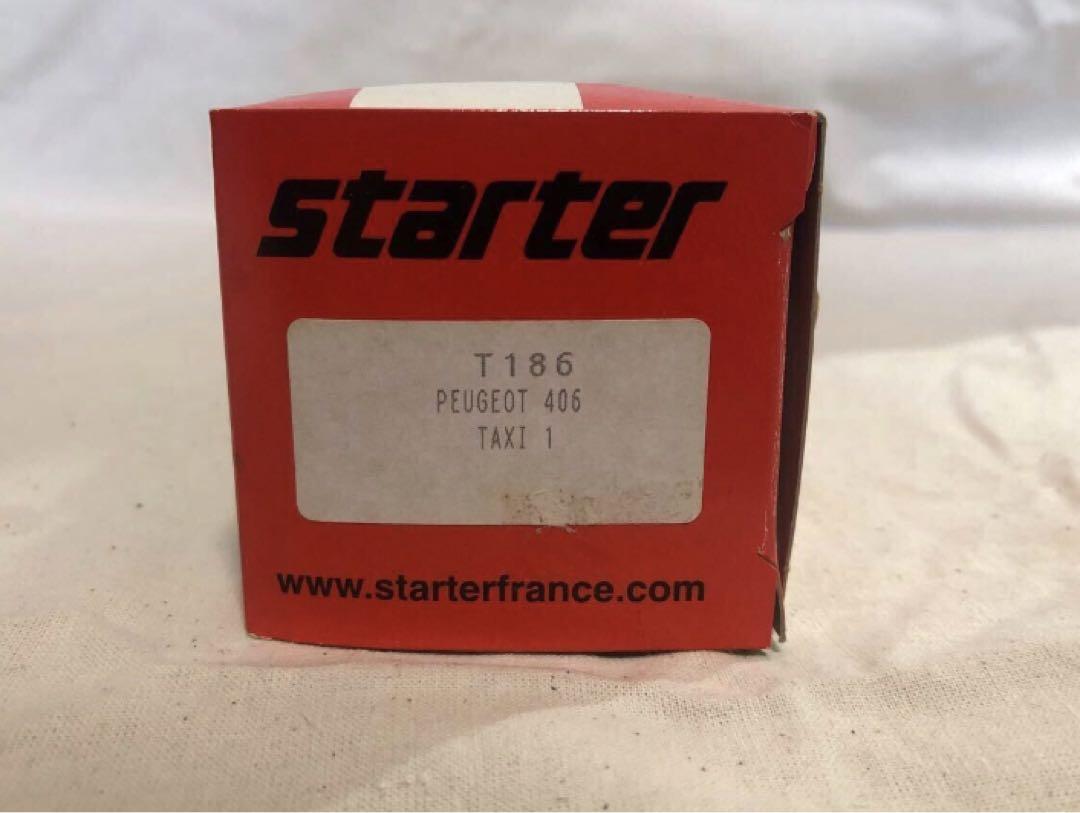 starter
T186
PEUGEOT 406
TAXI 1
www.starterfrance.com